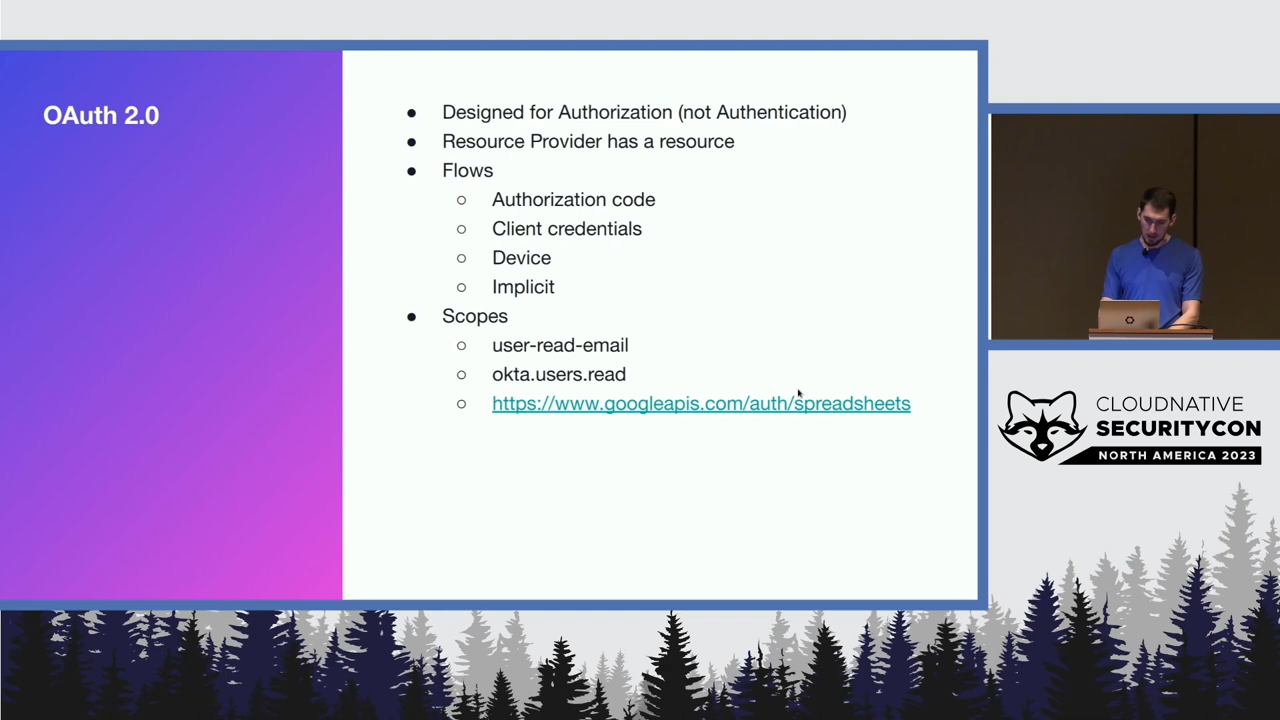 OAuth 2.0
● Designed for Authorization (not Authentication)
● Resource Provider has a resource
● Flows
○ Authorization code
○ Client credentials
○ Device
○ Implicit
● Scopes
○ user-read-email
○ okta.users.read
○ https://www.googleapis.com/auth/spreadsheets
CLOUDNATIVE
SECURITYCON
NORTH AMERICA 2023